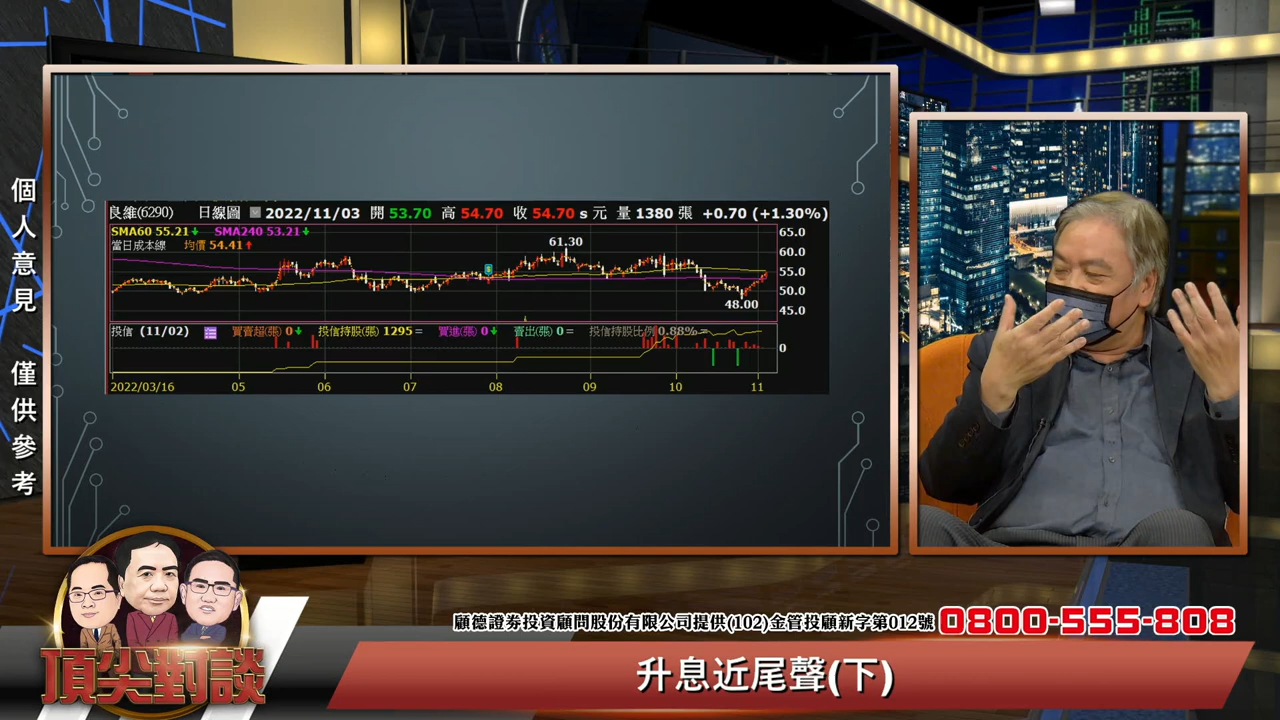 個人意見 僅供參考
良維(6290) 日線圖 2022/11/03 開 53.70 高 54.70 收 54.70 s 元 量 1380 張 +0.70 (+1.30%)
SMA60 55.21↓ SMA240 53.21↓
當日成本線 均價 54.41↑
65.0
61.30
60.0
55.0
50.0
48.00
45.0
投信 (11/02) 買賣超(張) 0↓ 投信持股(張) 1295= 買進(張) 0↓ 賣出(張) 0= 投信持股比例 0.88%=
0
2022/03/16 05 06 07 08 09 10 11
顧德證券投資顧問股份有限公司提供(102)金管投顧新字第012號 0800-555-808
頂尖對談
升息近尾聲(下)